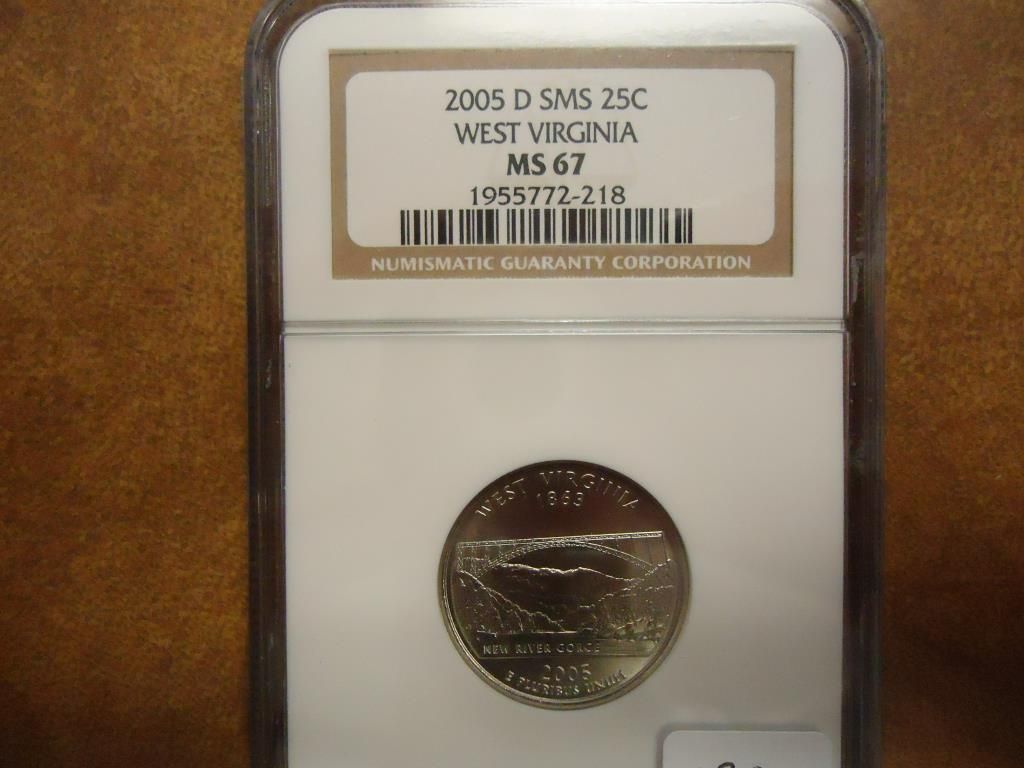 2005 D SMS 25C
WEST VIRGINIA
MS 67
1955772-218
NUMISMATIC GUARANTY CORPORATION
WEST VIRGINIA
1863
NEW RIVER GORGE
2005
E PLURIBUS UNUM